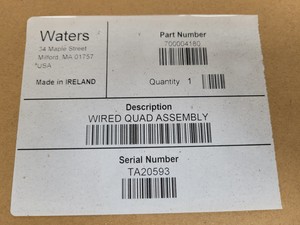 Waters
34 Maple Street
Milford, MA 01757
USA
Made in IRELAND
Part Number
700004180
Quantity 1
Description
WIRED QUAD ASSEMBLY
Serial Number
TA20593